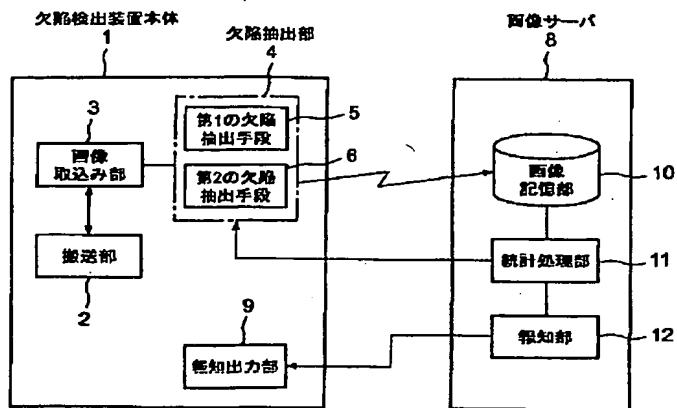 欠陥検出装置本体
1
欠陥抽出部
4
画像サーバ
8
3
画像
取込み部
第1の欠陥
抽出手段
5
第2の欠陥
抽出手段
6
画像
記憶部
10
搬送部
2
統計処理部
11
9
報知出力部
報知部
12